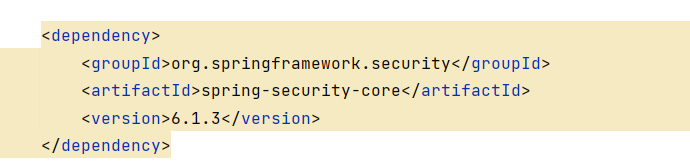 <dependency>
<groupId>org.springframework.security</groupId>
<artifactId>spring-security-core</artifactId>
<version>6.1.3</version>
</dependency>